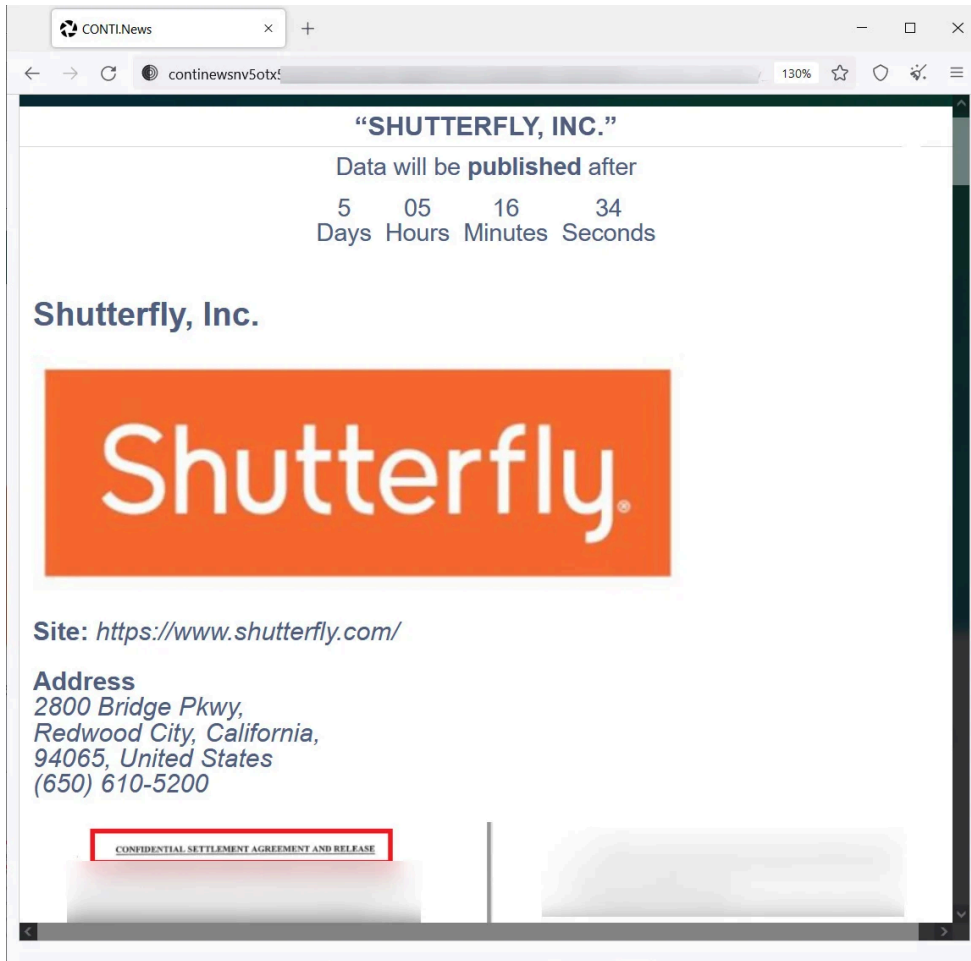 CONTI.News
continewsnv5otx5
130%
“SHUTTERFLY, INC.”
Data will be published after
5 05 16 34
Days Hours Minutes Seconds
Shutterfly, Inc.
Shutterfly®
Site: https://www.shutterfly.com/
Address
2800 Bridge Pkwy,
Redwood City, California,
94065, United States
(650) 610-5200
CONFIDENTIAL SETTLEMENT AGREEMENT AND RELEASE